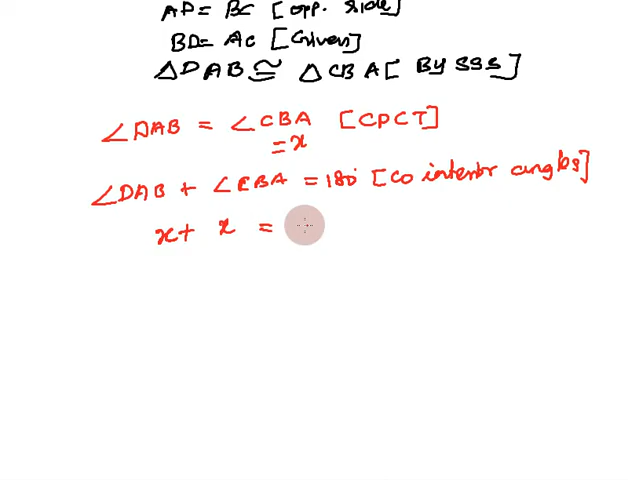 AD = BC [opp. side]
BD = AC [Given]
△DAB ≅ △CBA [By SSS]
∠DAB = ∠CBA [CPCT]
= x
∠DAB + ∠CBA = 180° [Co interior angles]
x + x =